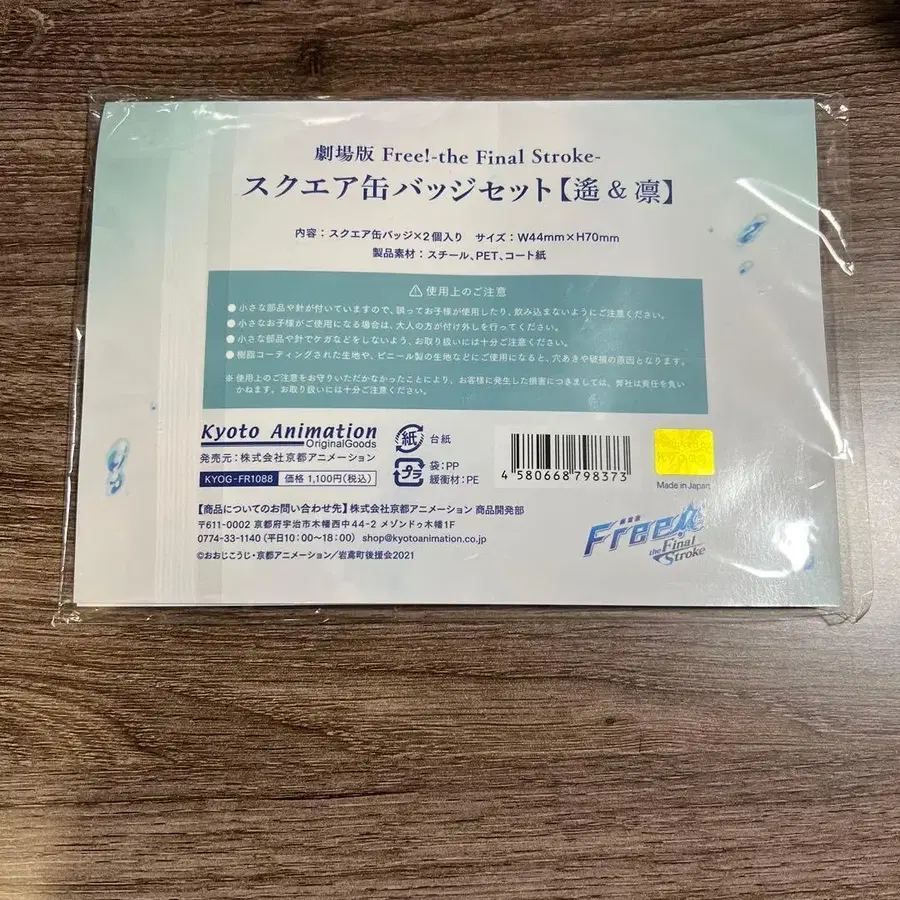 劇場版 Free!-the Final Stroke-
スクエア缶バッジセット【遙 & 凛】
内容：スクエア缶バッジ×2個入り サイズ：W44mm×H70mm
製品素材：スチール、PET、コート紙
使用上のご注意
●小さな部品や針が付いていますので、誤ってお子様が使用したり、飲み込まないようにご注意ください。
●小さなお子様がご使用になる場合は、大人の方が付け外しを行ってください。
●小さな部品や針でケガなどをしないよう、お取り扱いには十分ご注意ください。
●樹脂コーティングされた生地や、ビニール製の生地などにご使用になると、穴あきや破損の原因となります。
※使用上のご注意をお守りいただかなかったことにより、お客様に発生した損害につきましては、弊社は責任を負い
かねます。お取り扱いには十分ご注意ください。
Kyoto Animation
OriginalGoods
発売元：株式会社京都アニメーション
KYOG-FR1088 価格 1,100円(税込)
紙 台紙
プラ 袋：PP
緩衝材：PE
4 580668 798373
Made in Japan
【商品についてのお問い合わせ先】株式会社京都アニメーション 商品開発部
〒611-0002 京都府宇治市木幡西中44-2 メゾンドゥ木幡1F
0774-33-1140（平日10：00～18：00） shop@kyotoanimation.co.jp
©おおじこうじ・京都アニメーション／岩鳶町後援会2021
劇場版
Free!
the Final
Stroke